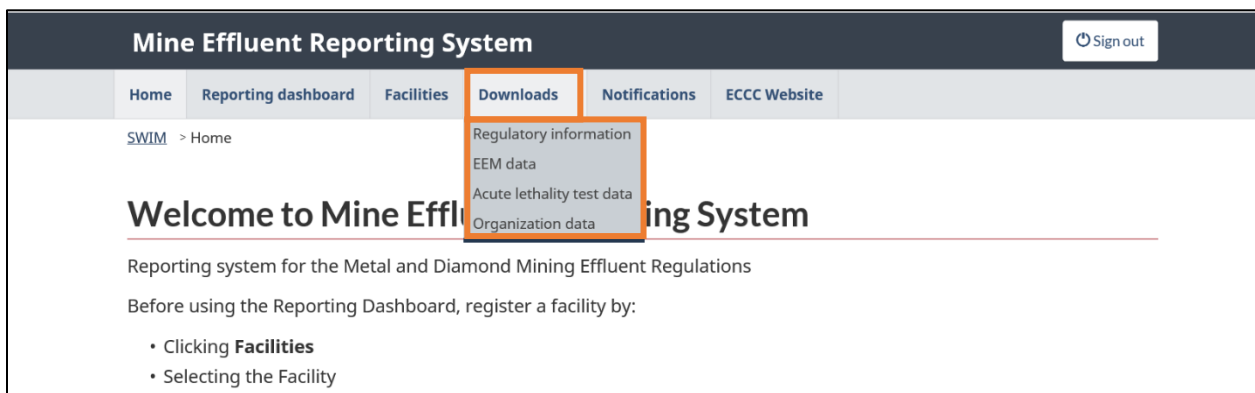 Mine Effluent Reporting System
Sign out
Home Reporting dashboard Facilities Downloads Notifications ECCC Website
SWIM > Home
Regulatory information
EEM data
Acute lethality test data
Organization data
Welcome to Mine Effl ing System
Reporting system for the Metal and Diamond Mining Effluent Regulations
Before using the Reporting Dashboard, register a facility by:
• Clicking Facilities
• Selecting the Facility